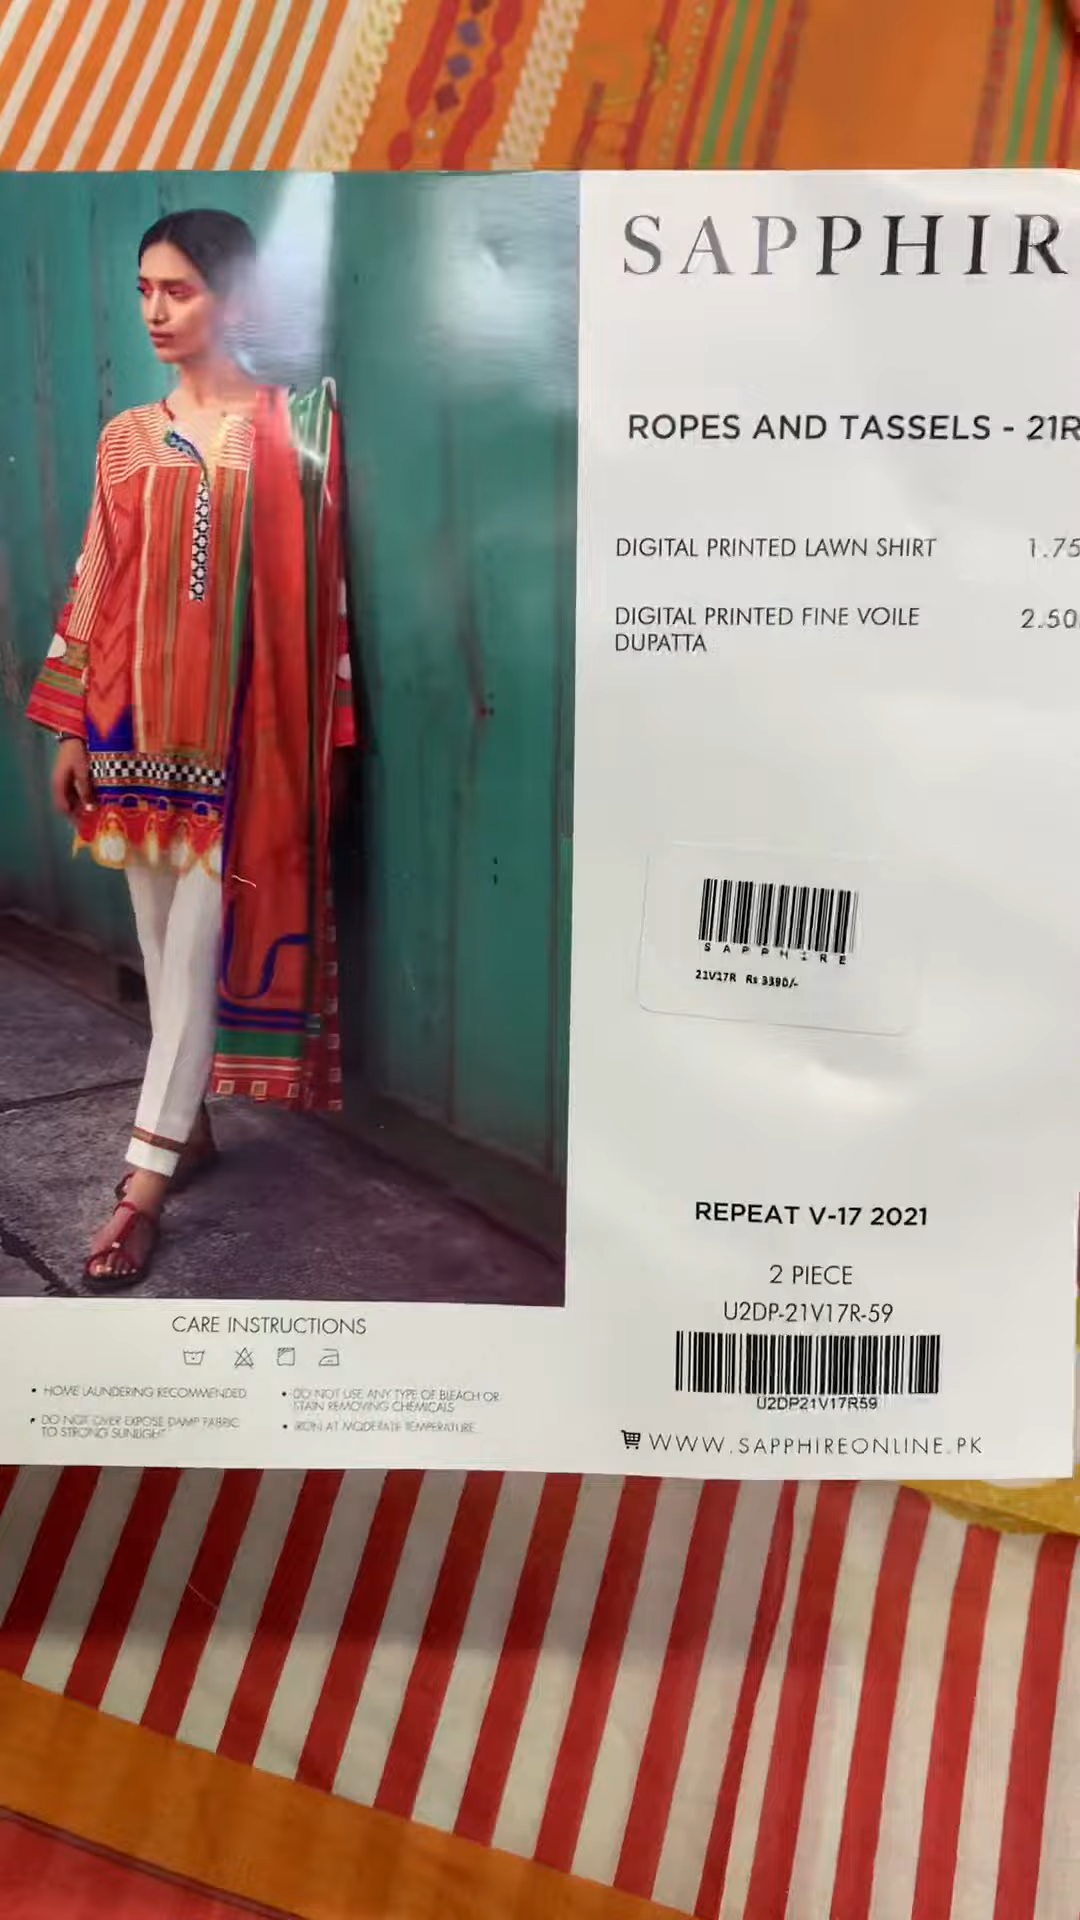 SAPPHIR
ROPES AND TASSELS - 21R
DIGITAL PRINTED LAWN SHIRT 1.75
DIGITAL PRINTED FINE VOILE 2.50
DUPATTA
SAPPHIRE
21V17R Rs 3390/-
REPEAT V-17 2021
2 PIECE
U2DP-21V17R-59
U2DP21V17R59
WWW.SAPPHIREONLINE.PK
CARE INSTRUCTIONS
• HOME LAUNDERING RECOMMENDED
• DO NOT OVER EXPOSE DAMP FABRIC
TO STRONG SUNLIGHT
• DO NOT USE ANY TYPE OF BLEACH OR
STAIN REMOVING CHEMICALS
• IRON AT MODERATE TEMPERATURE